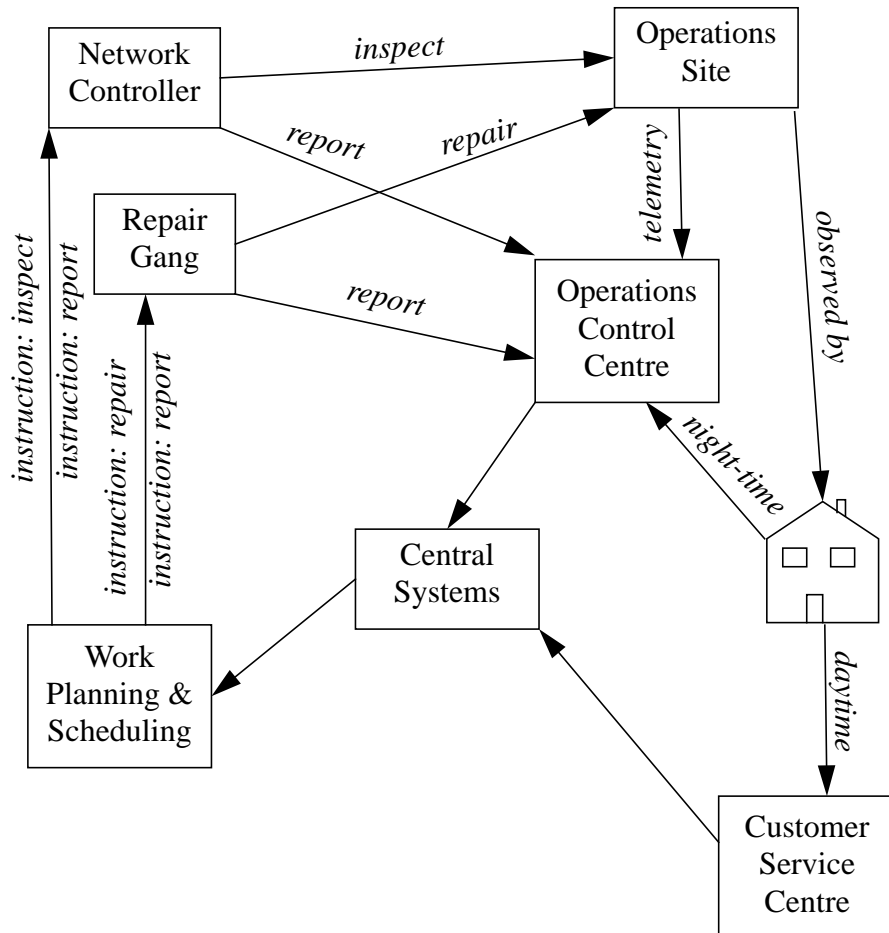 Network
Controller
inspect
Operations
Site
report
repair
telemetry
Repair
Gang
observed by
instruction: inspect
instruction: report
report
Operations
Control
Centre
instruction: repair
instruction: report
night-time
Central
Systems
Work
Planning &
Scheduling
daytime
Customer
Service
Centre